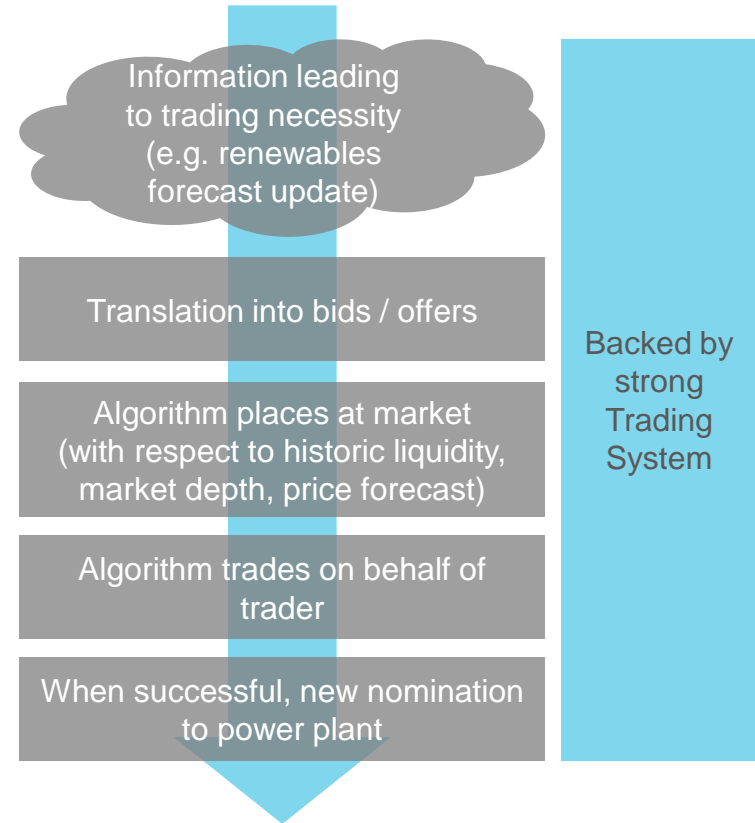 Information leading
to trading necessity
(e.g. renewables
forecast update)
Translation into bids / offers
Algorithm places at market
(with respect to historic liquidity,
market depth, price forecast)
Algorithm trades on behalf of
trader
When successful, new nomination
to power plant
Backed by
strong
Trading
System